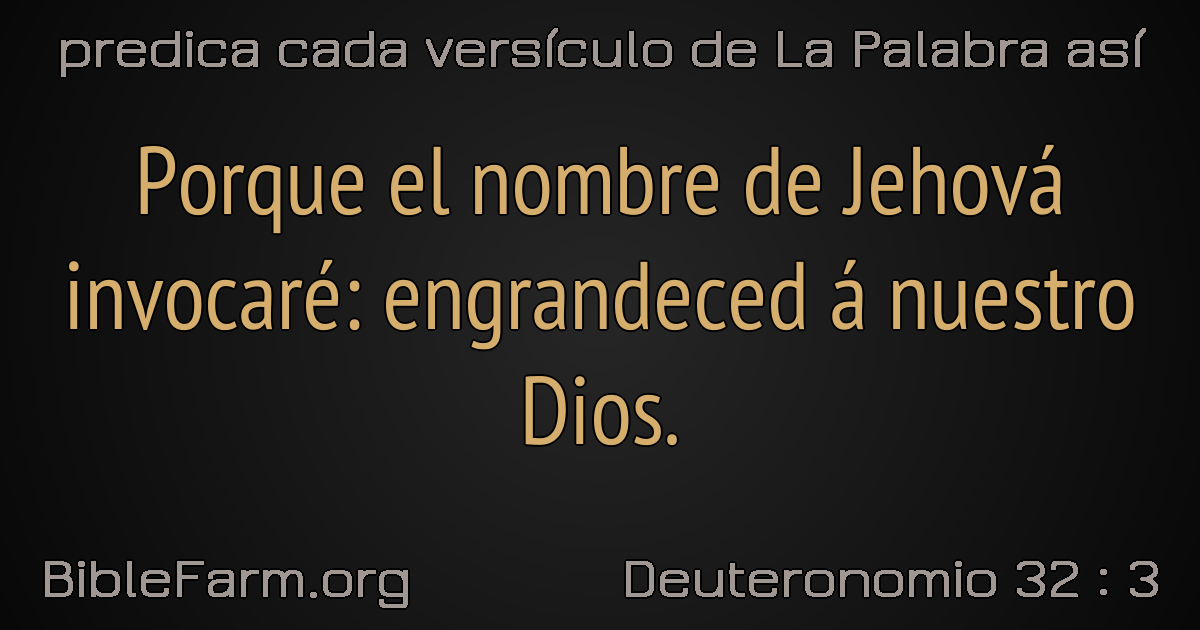 predica cada versículo de La Palabra así
Porque el nombre de Jehová
invocaré: engrandeced á nuestro
Dios.
BibleFarm.org
Deuteronomio 32 : 3